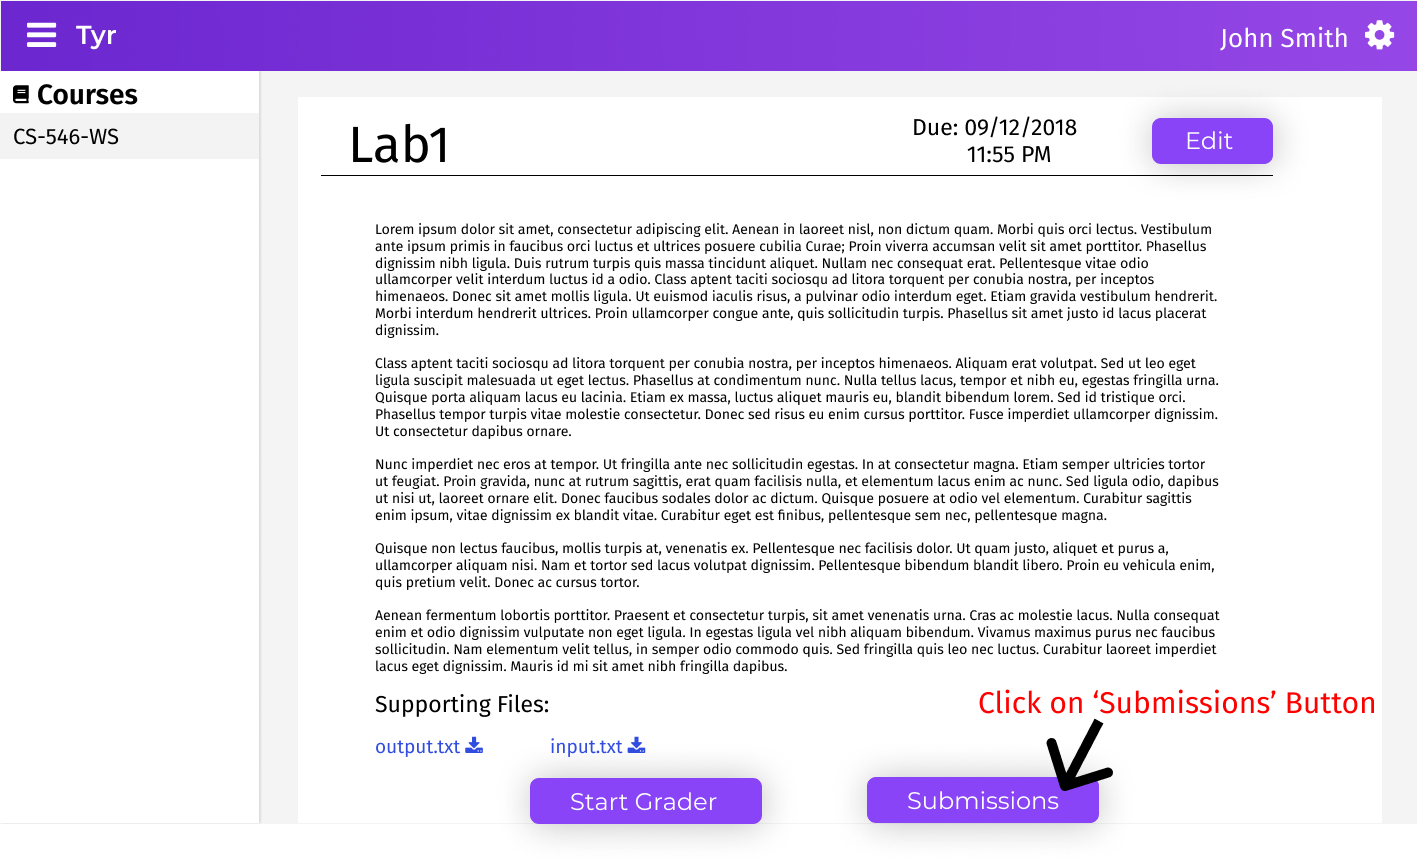 Tyr
John Smith
Courses
CS-546-WS
Lab1
Due: 09/12/2018
11:55 PM
Edit
Lorem ipsum dolor sit amet, consectetur adipiscing elit. Aenean in laoreet nisl, non dictum quam. Morbi quis orci lectus. Vestibulum
ante ipsum primis in faucibus orci luctus et ultrices posuere cubilia Curae; Proin viverra accumsan velit sit amet porttitor. Phasellus
dignissim nibh ligula. Duis rutrum turpis quis massa tincidunt aliquet. Nullam nec consequat erat. Pellentesque vitae odio
ullamcorper velit interdum luctus id a odio. Class aptent taciti sociosqu ad litora torquent per conubia nostra, per inceptos
himenaeos. Donec sit amet mollis ligula. Ut euismod iaculis risus, a pulvinar odio interdum eget. Etiam gravida vestibulum hendrerit.
Morbi interdum hendrerit ultrices. Proin ullamcorper congue ante, quis sollicitudin turpis. Phasellus sit amet justo id lacus placerat
dignissim.
Class aptent taciti sociosqu ad litora torquent per conubia nostra, per inceptos himenaeos. Aliquam erat volutpat. Sed ut leo eget
ligula suscipit malesuada ut eget lectus. Phasellus at condimentum nunc. Nulla tellus lacus, tempor et nibh eu, egestas fringilla urna.
Quisque porta aliquam lacus eu lacinia. Etiam ex massa, luctus aliquet mauris eu, blandit bibendum lorem. Sed id tristique orci.
Phasellus tempor turpis vitae molestie consectetur. Donec sed risus eu enim cursus porttitor. Fusce imperdiet ullamcorper dignissim.
Ut consectetur dapibus ornare.
Nunc imperdiet nec eros at tempor. Ut fringilla ante nec sollicitudin egestas. In at consectetur magna. Etiam semper ultricies tortor
ut feugiat. Proin gravida, nunc at rutrum sagittis, erat quam facilisis nulla, et elementum lacus enim ac nunc. Sed ligula odio, dapibus
ut nisi ut, laoreet ornare elit. Donec faucibus sodales dolor ac dictum. Quisque posuere at odio vel elementum. Curabitur sagittis
enim ipsum, vitae dignissim ex blandit vitae. Curabitur eget est finibus, pellentesque sem nec, pellentesque magna.
Quisque non lectus faucibus, mollis turpis at, venenatis ex. Pellentesque nec facilisis dolor. Ut quam justo, aliquet et purus a,
ullamcorper aliquam nisi. Nam et tortor sed lacus volutpat dignissim. Pellentesque bibendum blandit libero. Proin eu vehicula enim,
quis pretium velit. Donec ac cursus tortor.
Aenean fermentum lobortis porttitor. Praesent et consectetur turpis, sit amet venenatis urna. Cras ac molestie lacus. Nulla consequat
enim et odio dignissim vulputate non eget ligula. In egestas ligula vel nibh aliquam bibendum. Vivamus maximus purus nec faucibus
sollicitudin. Nam elementum velit tellus, in semper odio commodo quis. Sed fringilla quis leo nec luctus. Curabitur laoreet imperdiet
lacus eget dignissim. Mauris id mi sit amet nibh fringilla dapibus.
Supporting Files:
Click on ‘Submissions’ Button
output.txt
input.txt
Start Grader
Submissions